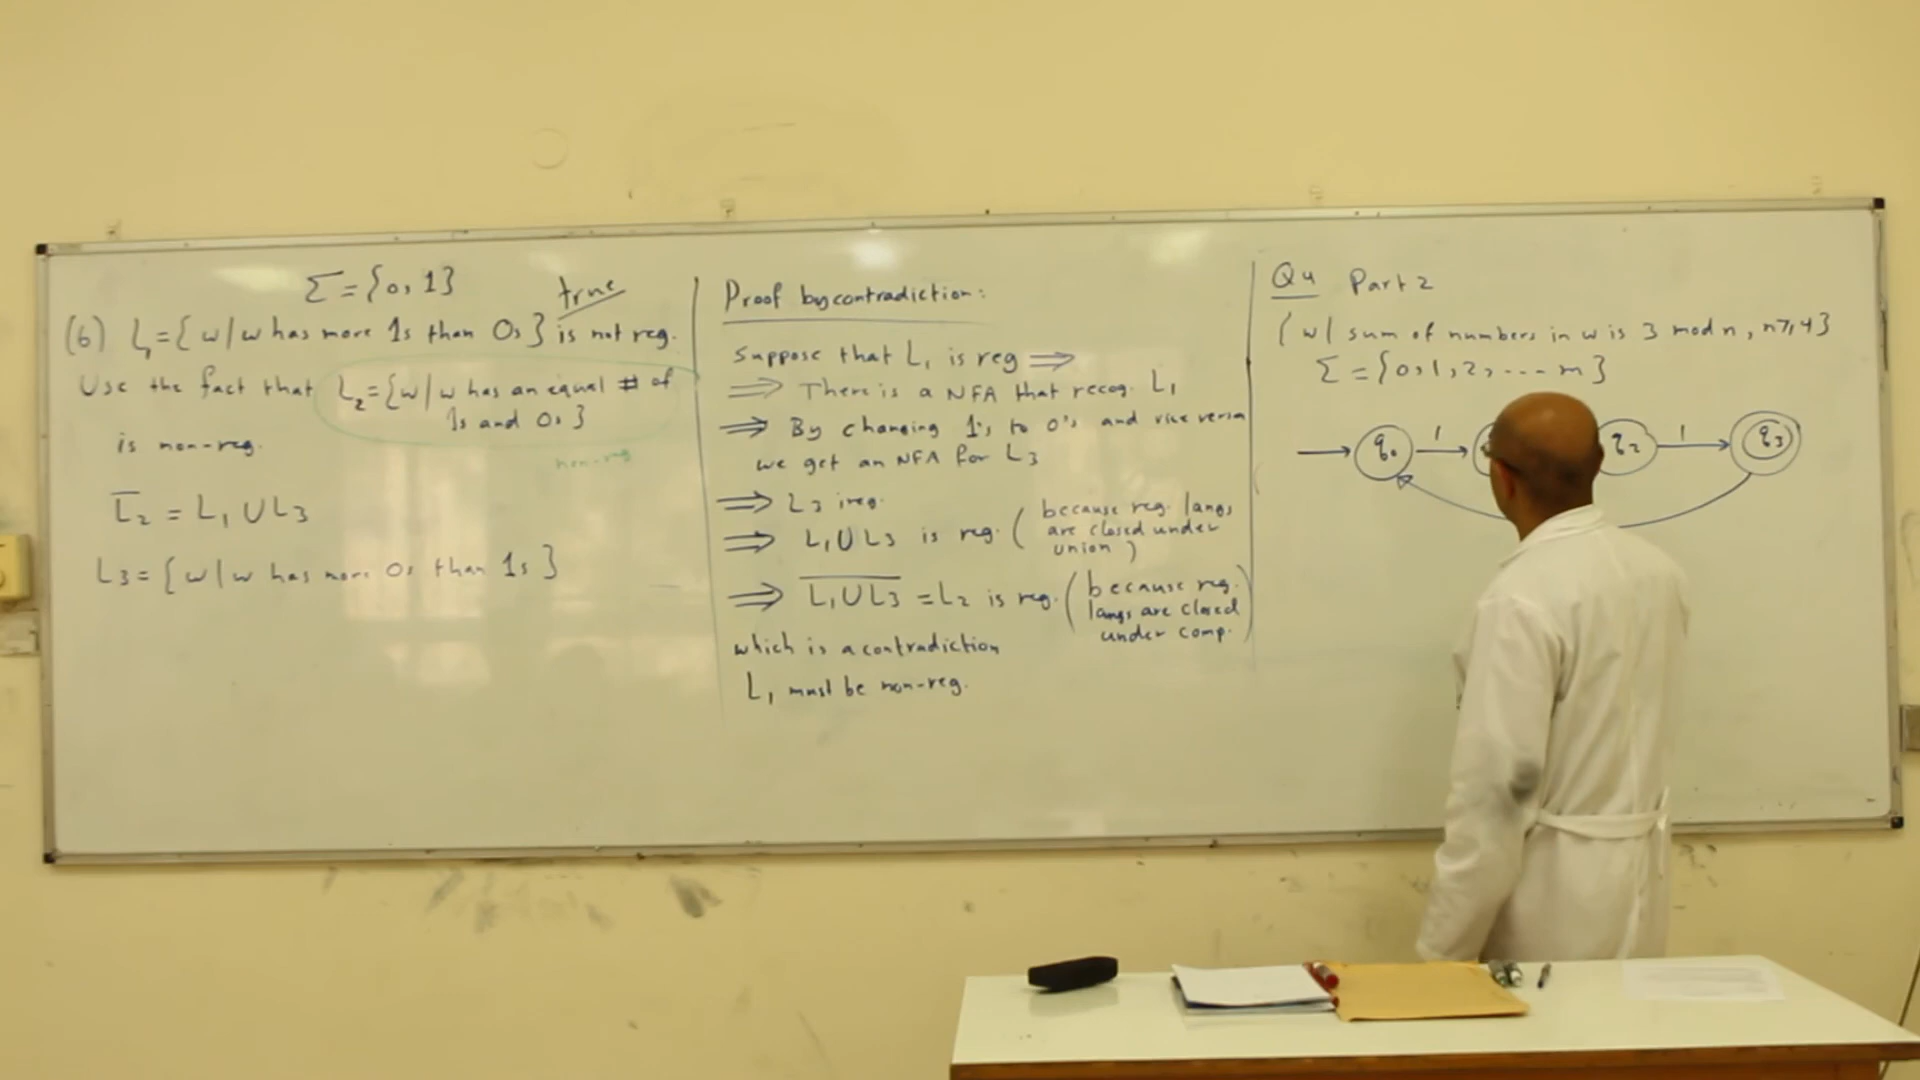 Σ = {0, 1}
true
(6) L₁ = { w | w has more 1s than 0s } is not reg.
Use the fact that L₂ = { w | w has an equal # of
1s and 0s }
is non-reg.
non-reg
L̅₂ = L₁ ∪ L₃
L₃ = { w | w has more 0s than 1s }
Proof by contradiction:
Suppose that L₁ is reg ⇒
⇒ There is a NFA that recog. L₁
⇒ By changing 1's to 0's and vice versa
we get an NFA for L₃
⇒ L₃ is reg.
⇒ L₁ ∪ L₃ is reg. ( because reg. langs
are closed under
union )
⇒ \overline{L₁ ∪ L₃} = L₂ is reg. ( because reg.
langs are closed
under comp. )
which is a contradiction
L₁ must be non-reg.
Q4 Part 2
{ w | sum of numbers in w is 3 mod n, n ≥ 4 }
Σ = {0, 1, 2, ... m }
q₀ 1 q₂ 1 q₃